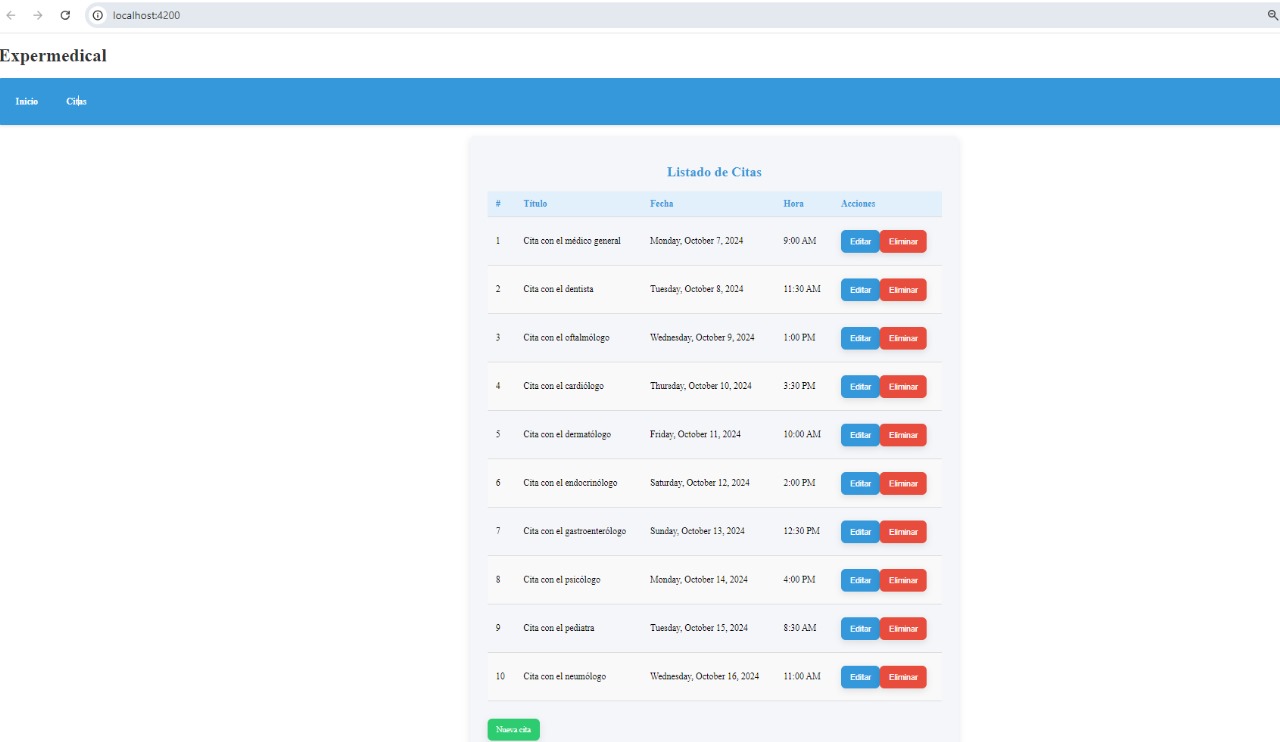 localhost:4200
Expermedical
Inicio Citas
Listado de Citas
# Título Fecha Hora Acciones
1 Cita con el médico general Monday, October 7, 2024 9:00 AM Editar Eliminar
2 Cita con el dentista Tuesday, October 8, 2024 11:30 AM Editar Eliminar
3 Cita con el oftalmólogo Wednesday, October 9, 2024 1:00 PM Editar Eliminar
4 Cita con el cardiólogo Thursday, October 10, 2024 3:30 PM Editar Eliminar
5 Cita con el dermatólogo Friday, October 11, 2024 10:00 AM Editar Eliminar
6 Cita con el endocrinólogo Saturday, October 12, 2024 2:00 PM Editar Eliminar
7 Cita con el gastroenterólogo Sunday, October 13, 2024 12:30 PM Editar Eliminar
8 Cita con el psicólogo Monday, October 14, 2024 4:00 PM Editar Eliminar
9 Cita con el pediatra Tuesday, October 15, 2024 8:30 AM Editar Eliminar
10 Cita con el neumólogo Wednesday, October 16, 2024 11:00 AM Editar Eliminar
Nueva cita